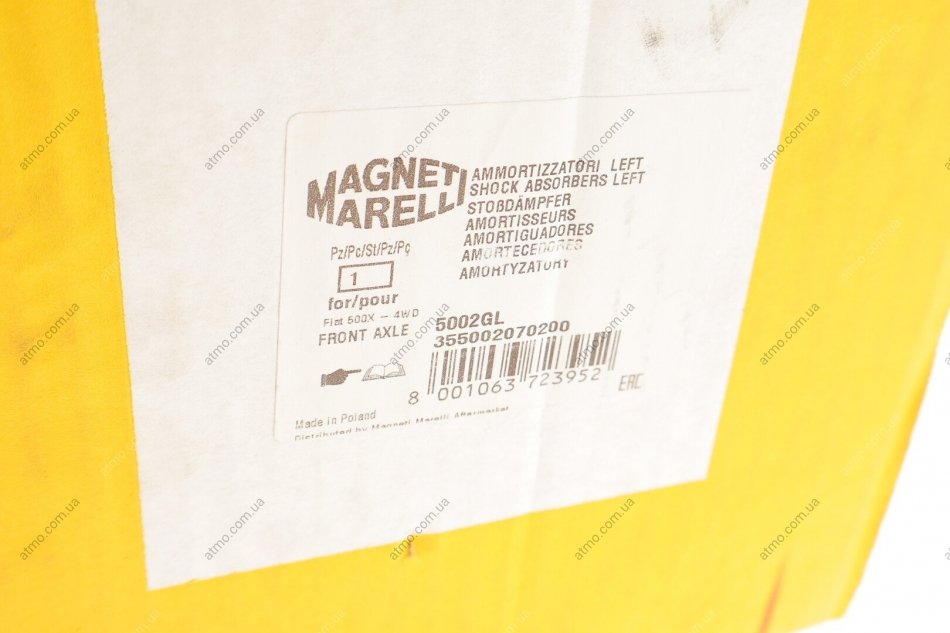 MAGNETI
MARELLI
AMMORTIZZATORI LEFT
SHOCK ABSORBERS LEFT
STOßDÄMPFER
AMORTISSEURS
AMORTIGUADORES
AMORTECEDORES
AMORTYZATORY
Pz/Pc/St/Pz/Pç
1
for/pour
Fiat 500X - 4WD
FRONT AXLE
5002GL
355002070200
8 001063 723952
EAC
Made in Poland
Distributed by Magneti Marelli Aftermarket
atmo.com.ua